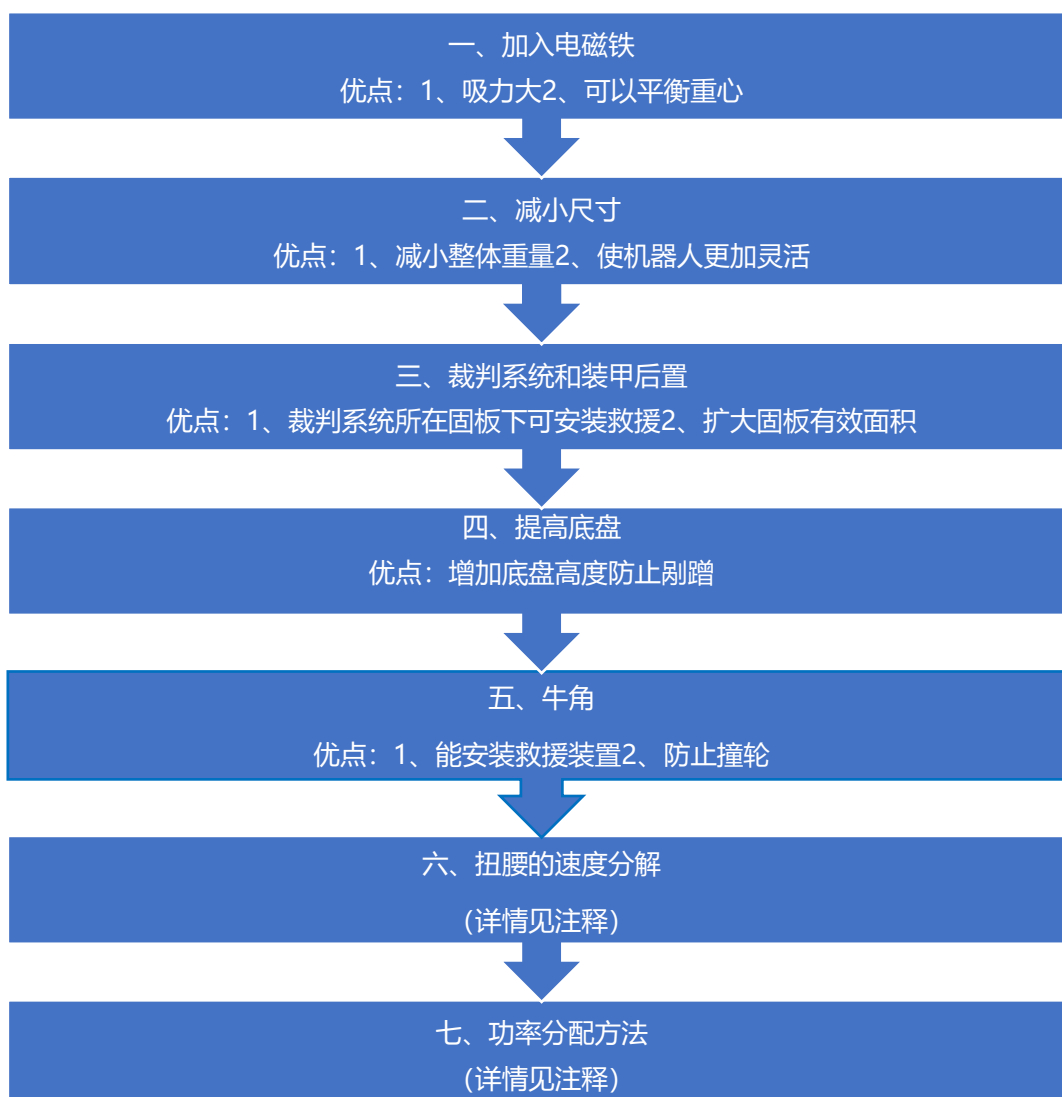 一、加入电磁铁
优点：1、吸力大2、可以平衡重心
二、减小尺寸
优点：1、减小整体重量2、使机器人更加灵活
三、裁判系统和装甲后置
优点：1、裁判系统所在固板下可安装救援2、扩大固板有效面积
四、提高底盘
优点：增加底盘高度防止剐蹭
五、牛角
优点：1、能安装救援装置2、防止撞轮
六、扭腰的速度分解
（详情见注释）
七、功率分配方法
（详情见注释）